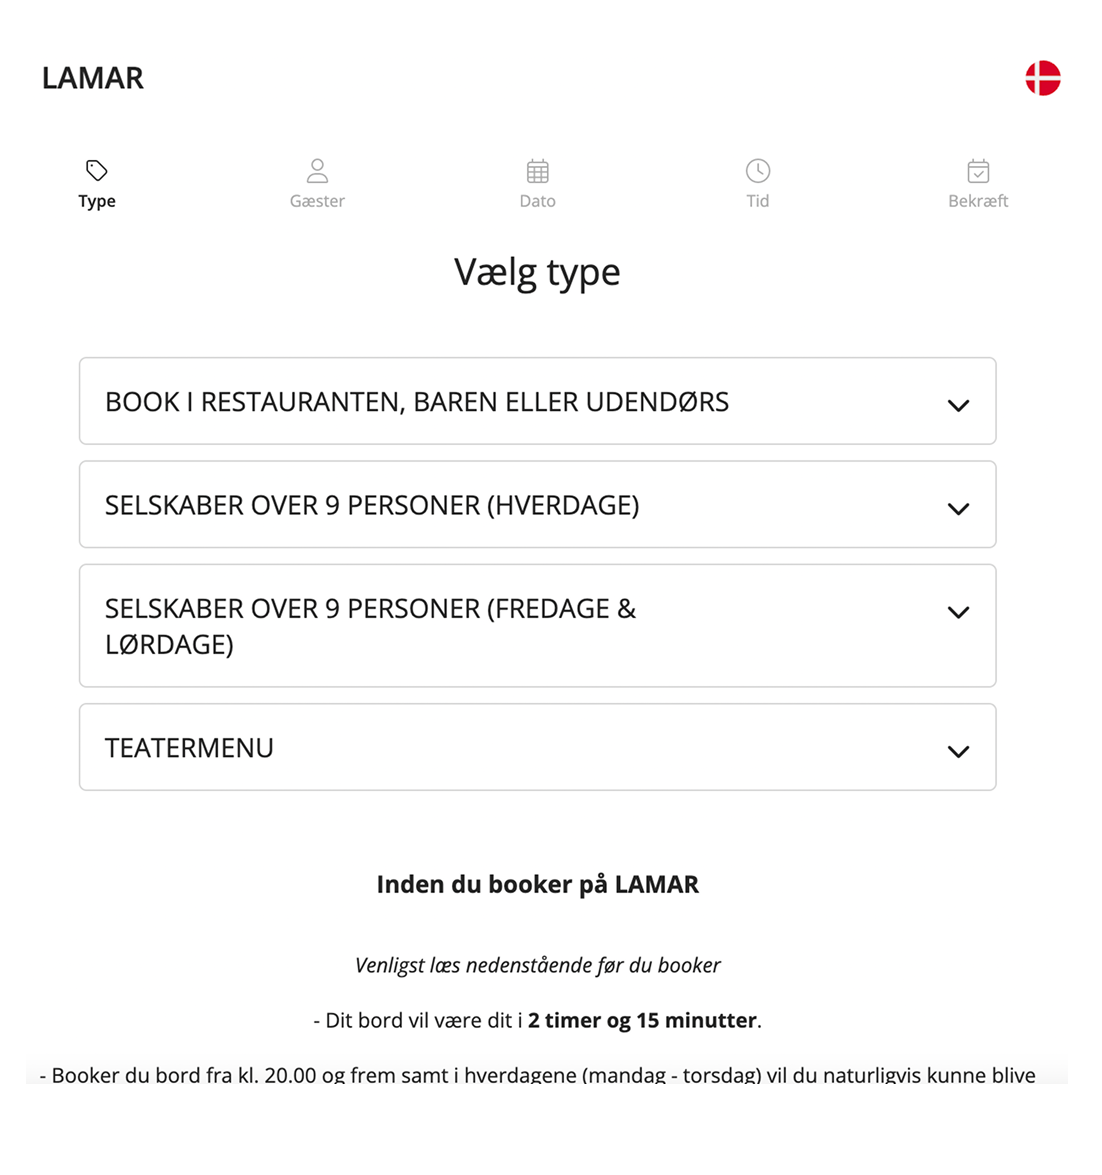 LAMAR
Type
Gæster
Dato
Tid
Bekræft
Vælg type
BOOK I RESTAURANTEN, BAREN ELLER UDENDØRS
SELSKABER OVER 9 PERSONER (HVERDAGE)
SELSKABER OVER 9 PERSONER (FREDAGE &
LØRDAGE)
TEATERMENU
Inden du booker på LAMAR
Venligst læs nedenstående før du booker
- Dit bord vil være dit i 2 timer og 15 minutter.
- Booker du bord fra kl. 20.00 og frem samt i hverdagene (mandag - torsdag) vil du naturligvis kunne blive